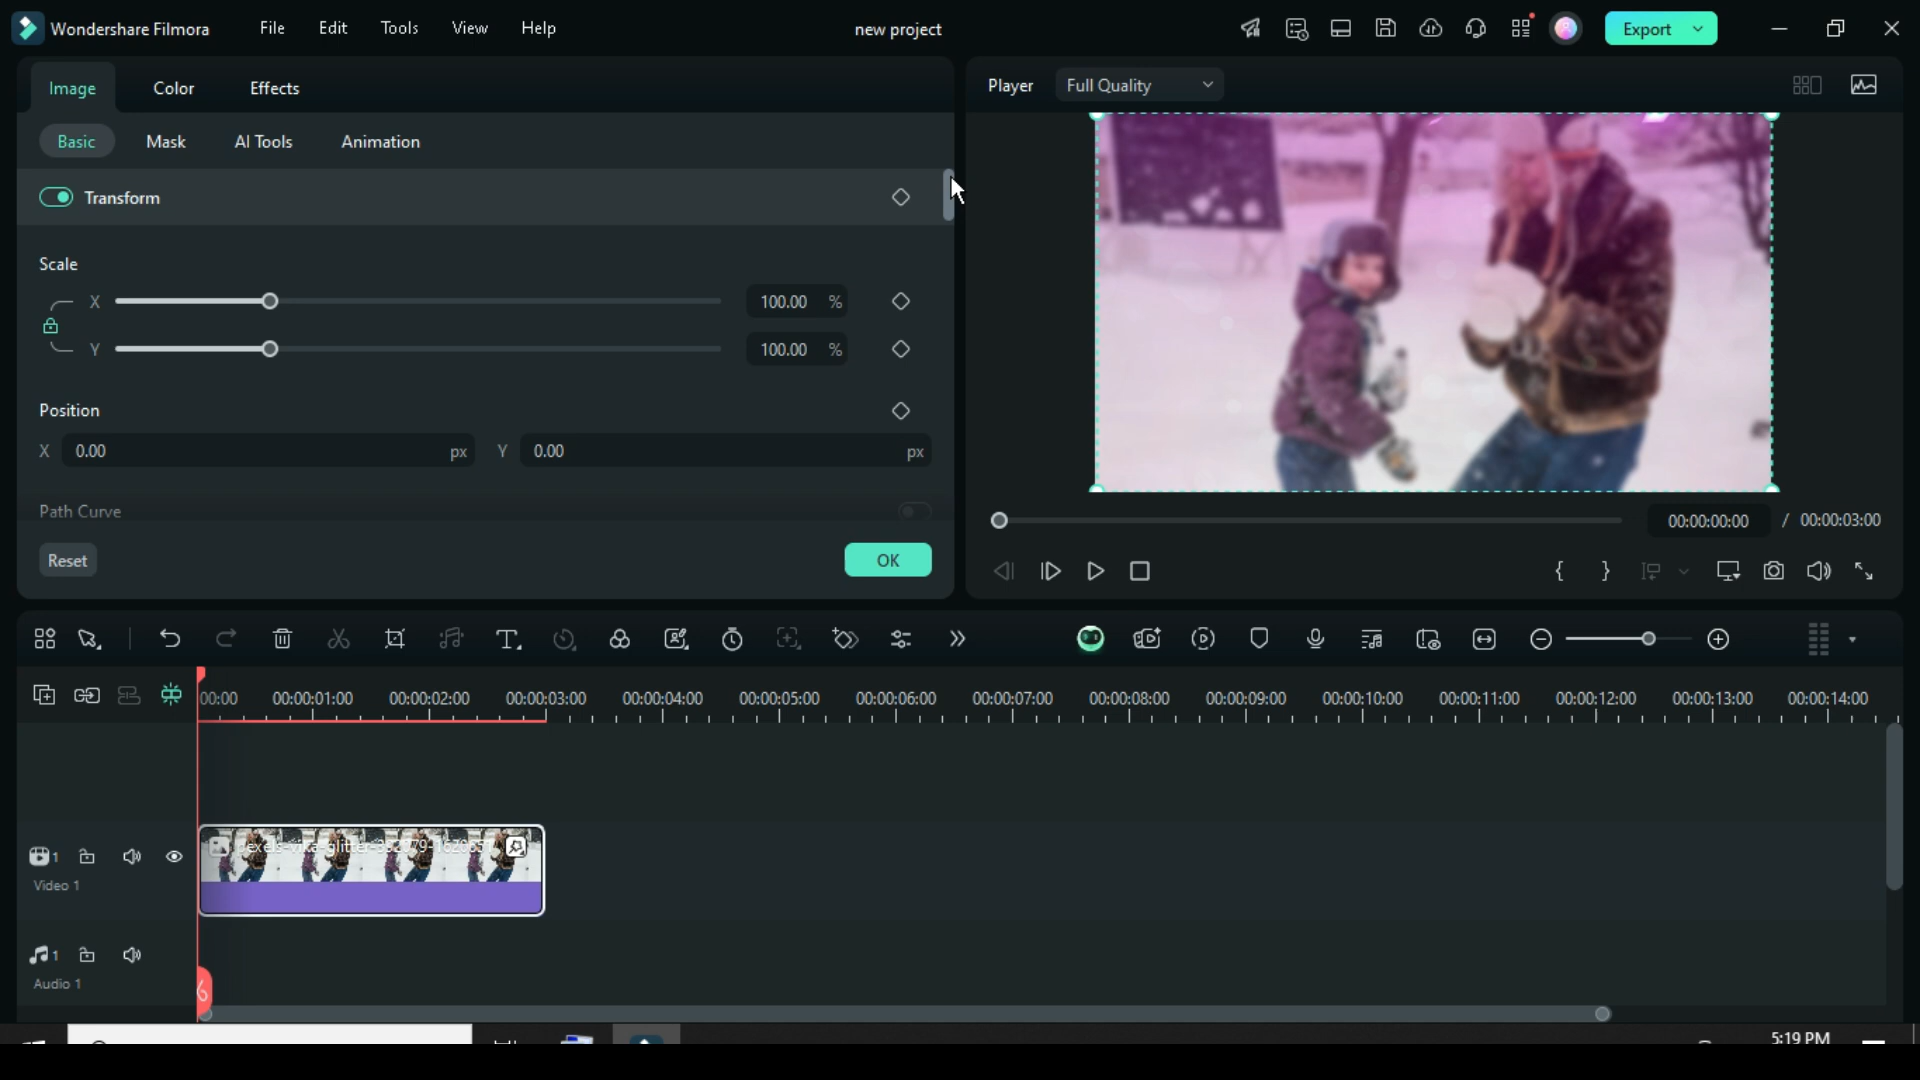 Wondershare Filmora File Edit Tools View Help new project Export
Image Color Effects
Player Full Quality
Basic Mask AI Tools Animation
Transform
Scale
X 100.00 %
Y 100.00 %
Position
X 0.00 px Y 0.00 px
Path Curve
00:00:00:00 / 00:00:03:00
Reset OK
00:00 00:00:01:00 00:00:02:00 00:00:03:00 00:00:04:00 00:00:05:00 00:00:06:00 00:00:07:00 00:00:08:00 00:00:09:00 00:00:10:00 00:00:11:00 00:00:12:00 00:00:13:00 00:00:14:00
1
Video 1
1
Audio 1
5:19 PM